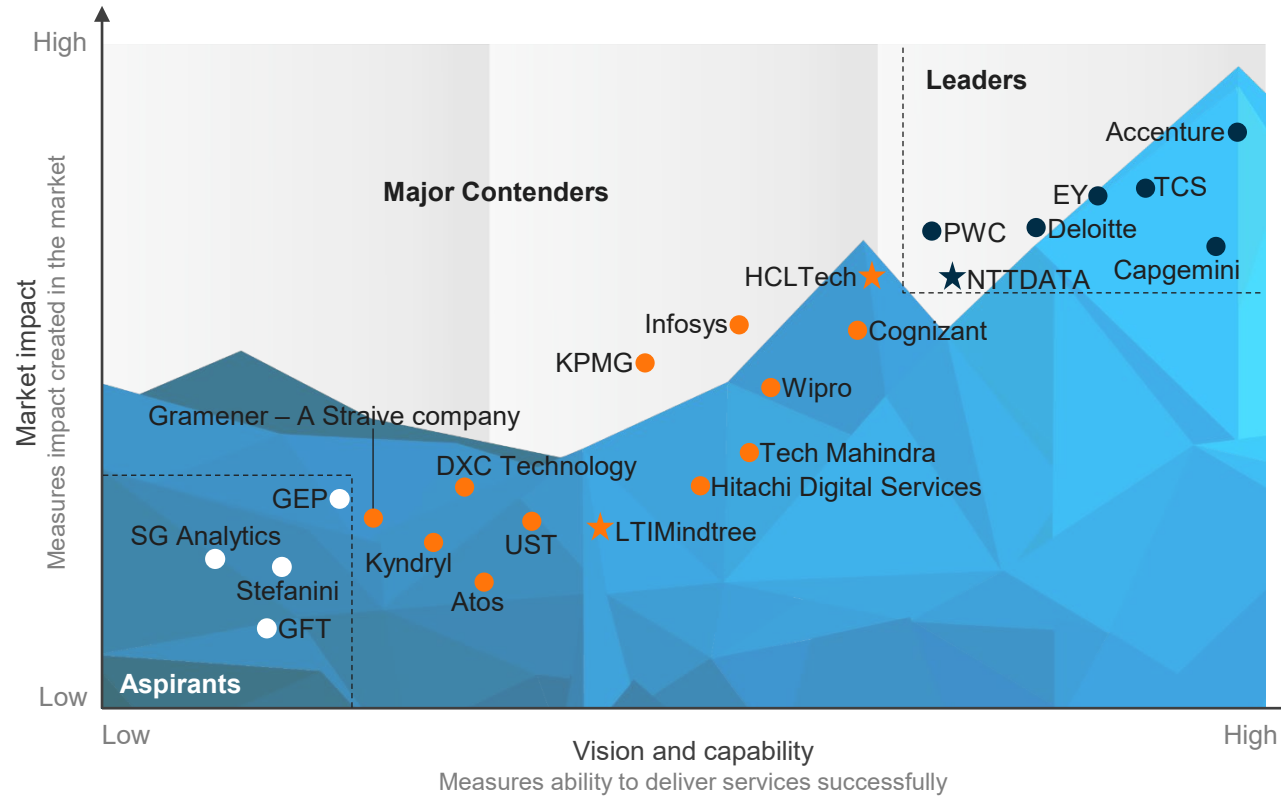 High
Leaders
Accenture
Major Contenders
EY
TCS
PWC
Deloitte
HCLTech
NTTDATA
Capgemini
Infosys
Cognizant
KPMG
Wipro
Market impact
Measures impact created in the market
Gramener – A Straive company
DXC Technology
Tech Mahindra
GEP
Hitachi Digital Services
SG Analytics
UST
LTIMindtree
Kyndryl
Stefanini
Atos
GFT
Aspirants
Low
Low
High
Vision and capability
Measures ability to deliver services successfully